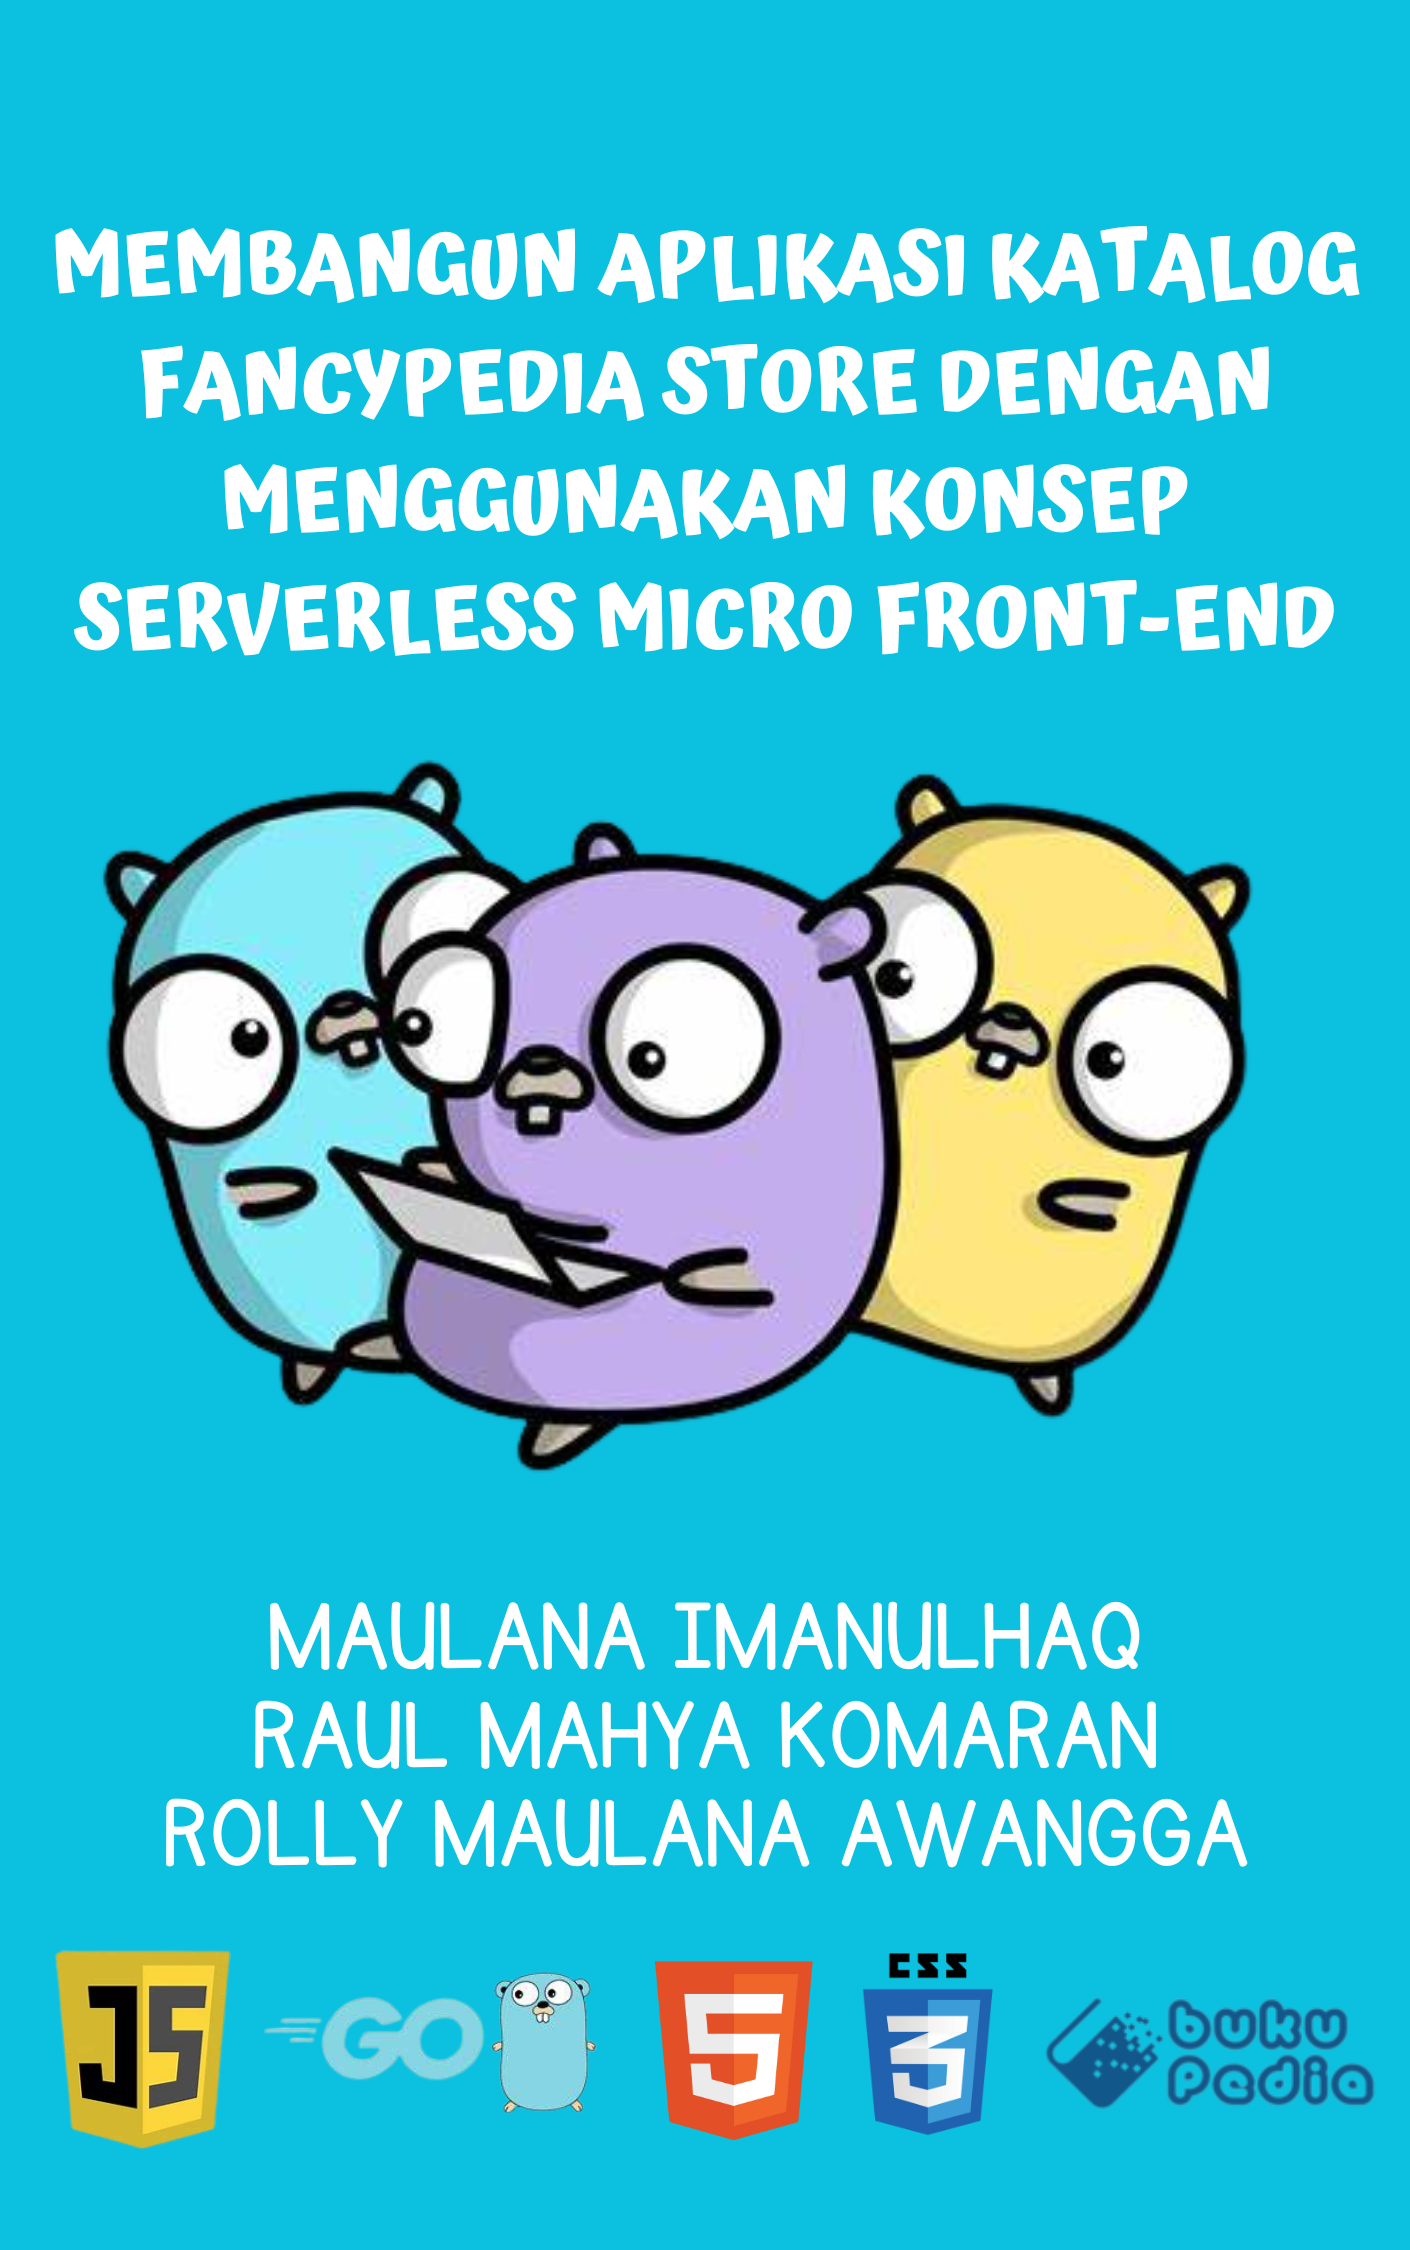 MEMBANGUN APLIKASI KATALOG
FANCYPEDIA STORE DENGAN
MENGGUNAKAN KONSEP
SERVERLESS MICRO FRONT-END
MAULANA IMANULHAQ
RAUL MAHYA KOMARAN
ROLLY MAULANA AWANGGA
JS
GO
5
CSS
3
buku
Pedia